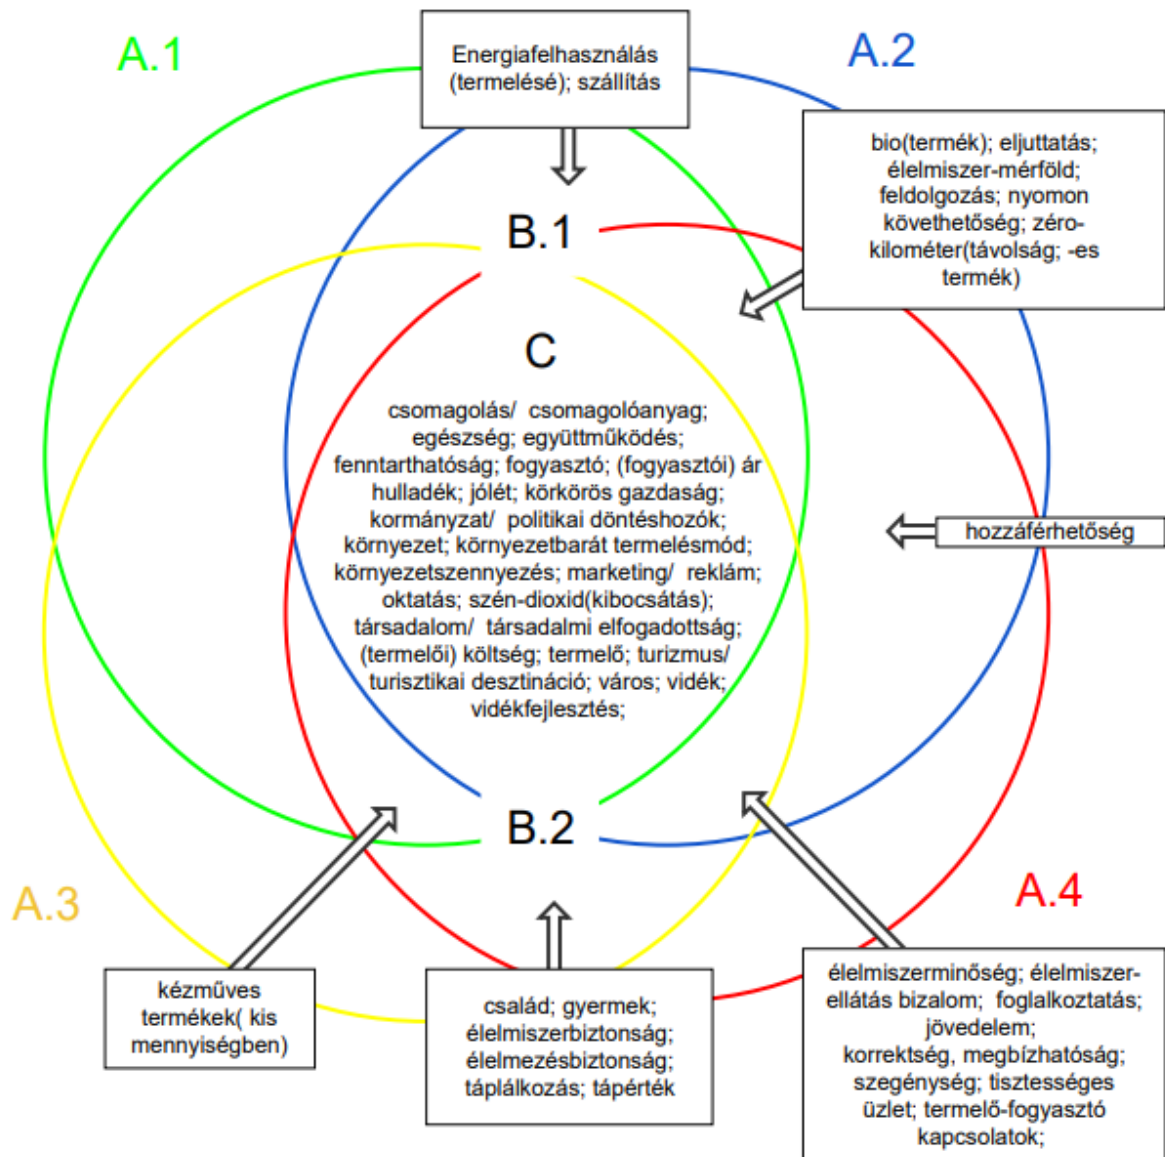 A.1
Energiafelhasználás
(termelésé); szállítás
A.2
bio(termék); eljuttatás;
élelmiszer-mérföld;
feldolgozás; nyomon
követhetőség; zéro-
kilométer(távolság; -es
termék)
B.1
C
csomagolás/ csomagolóanyag;
egészség; együttműködés;
fenntarthatóság; fogyasztó; (fogyasztói) ár
hulladék; jólét; körkörös gazdaság;
kormányzat/ politikai döntéshozók;
környezet; környezetbarát termelésmód;
környezetszennyezés; marketing/ reklám;
oktatás; szén-dioxid(kibocsátás);
társadalom/ társadalmi elfogadottság;
(termelői) költség; termelő; turizmus/
turisztikai desztináció; város; vidék;
vidékfejlesztés;
hozzáférhetőség
B.2
A.3
A.4
kézműves
termékek( kis
mennyiségben)
család; gyermek;
élelmiszerbiztonság;
élelmezésbiztonság;
táplálkozás; tápérték
élelmiszerminőség; élelmiszer-
ellátás bizalom; foglalkoztatás;
jövedelem;
korrektség, megbízhatóság;
szegénység; tisztességes
üzlet; termelő-fogyasztó
kapcsolatok;